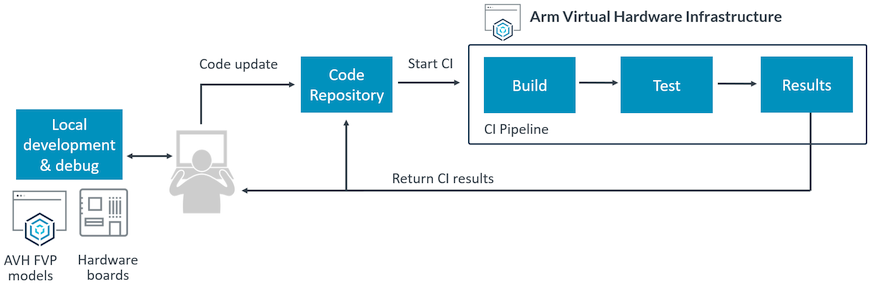 Arm Virtual Hardware Infrastructure
Code update
Code
Repository
Start CI
Build
Test
Results
CI Pipeline
Local
development
& debug
Return CI results
AVH FVP
models
Hardware
boards